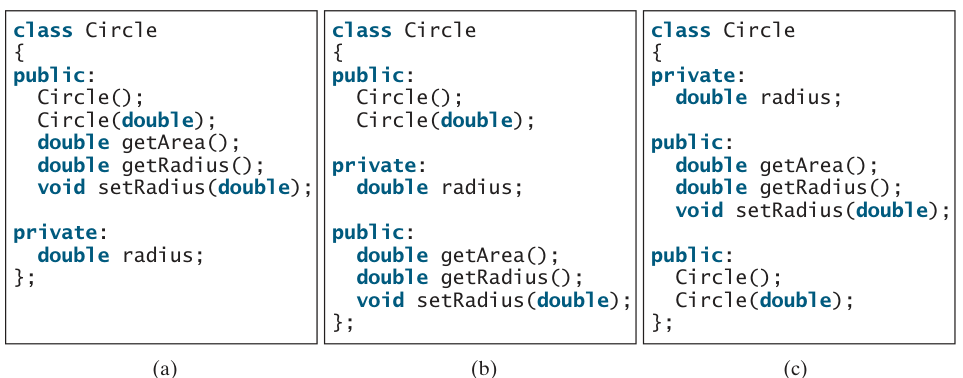 class Circle
{
public:
  Circle();
  Circle(double);
  double getArea();
  double getRadius();
  void setRadius(double);

private:
  double radius;
};
(a)
class Circle
{
public:
  Circle();
  Circle(double);

private:
  double radius;

public:
  double getArea();
  double getRadius();
  void setRadius(double);
};
(b)
class Circle
{
private:
  double radius;

public:
  double getArea();
  double getRadius();
  void setRadius(double);

public:
  Circle();
  Circle(double);
};
(c)